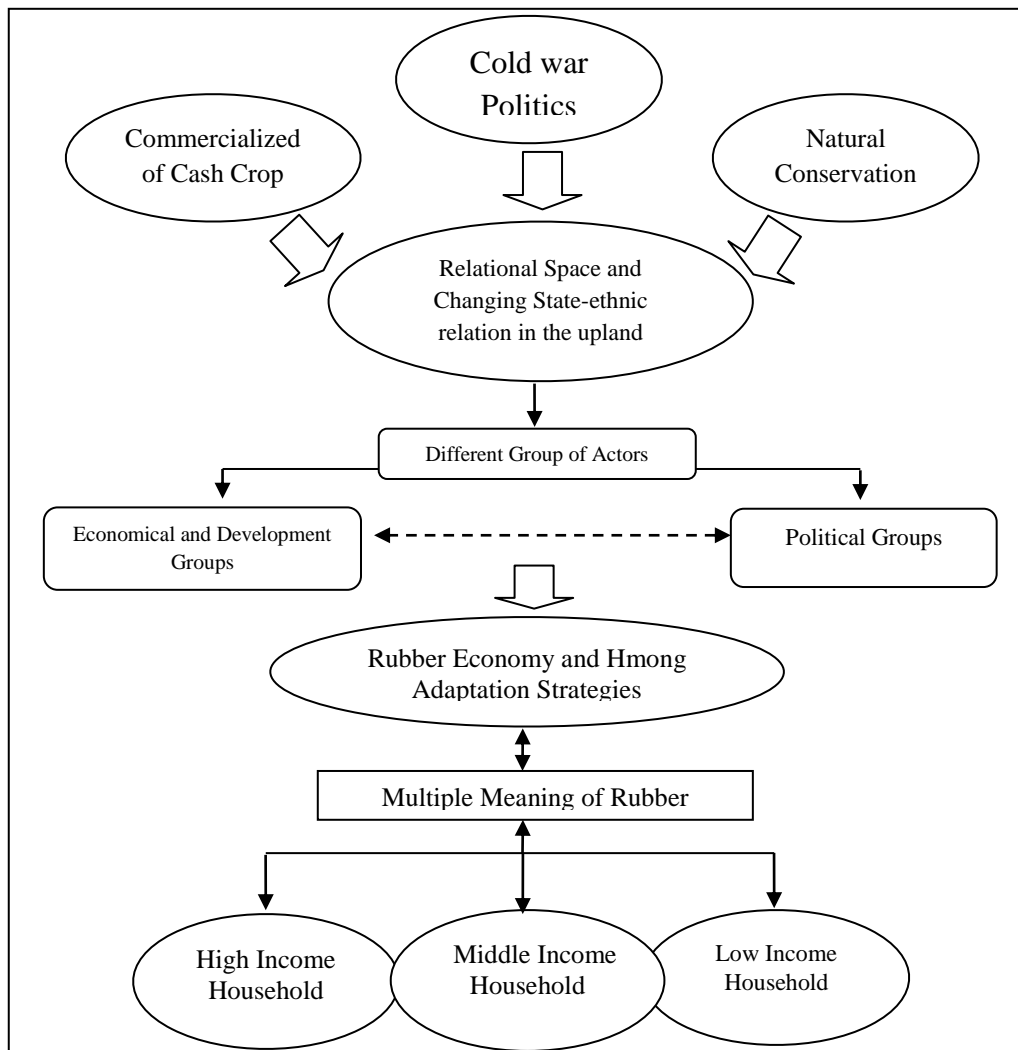 Cold war
Politics
Commercialized
of Cash Crop
Natural
Conservation
Relational Space and
Changing State-ethnic
relation in the upland
Different Group of Actors
Economical and Development
Groups
Political Groups
Rubber Economy and Hmong
Adaptation Strategies
Multiple Meaning of Rubber
High Income
Household
Middle Income
Household
Low Income
Household